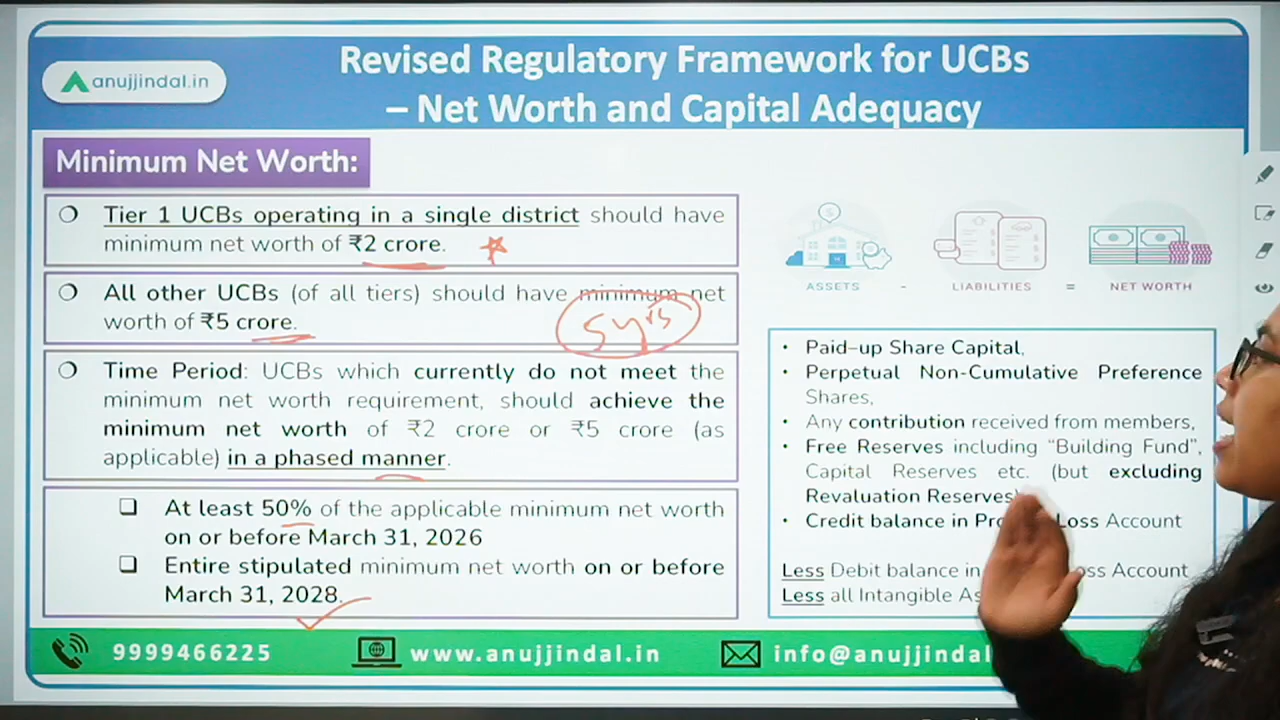 Revised Regulatory Framework for UCBs
– Net Worth and Capital Adequacy
anujjindal.in
Minimum Net Worth:
Tier 1 UCBs operating in a single district should have
minimum net worth of ₹2 crore.
All other UCBs (of all tiers) should have minimum net
worth of ₹5 crore.
5yrs
Time Period: UCBs which currently do not meet the
minimum net worth requirement, should achieve the
minimum net worth of ₹2 crore or ₹5 crore (as
applicable) in a phased manner.
At least 50% of the applicable minimum net worth
on or before March 31, 2026
Entire stipulated minimum net worth on or before
March 31, 2028.
ASSETS - LIABILITIES = NET WORTH
• Paid-up Share Capital,
• Perpetual Non-Cumulative Preference
Shares,
• Any contribution received from members,
• Free Reserves including “Building Fund”,
Capital Reserves etc. (but excluding
Revaluation Reserves)
• Credit balance in Loss Account
Less Debit balance in Account
Less all Intangible
9999466225
www.anujjindal.in
info@anujjindal